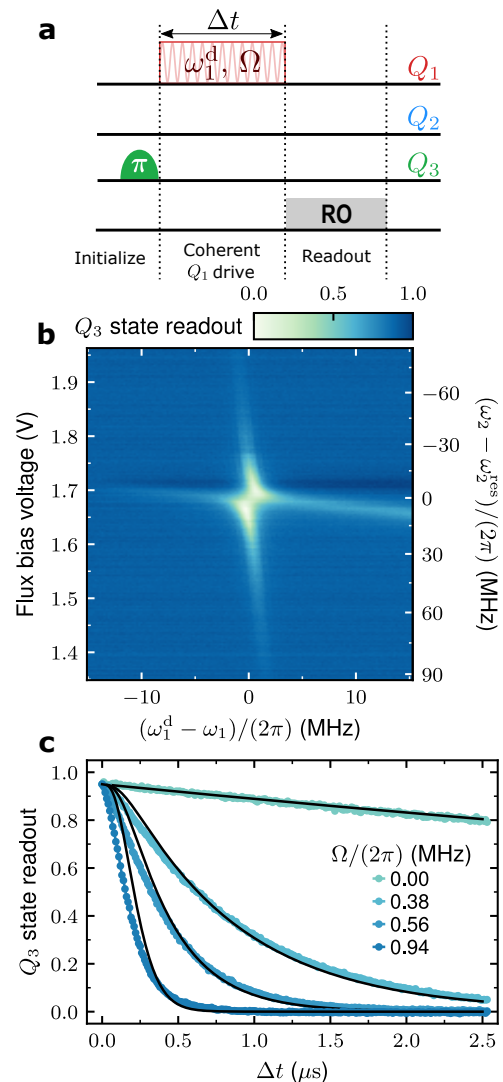 a
Δt
ω₁ᵈ, Ω
Q₁
Q₂
π
Q₃
RO
Initialize
Coherent
Q₁ drive
Readout
0.0 0.5 1.0
b
Q₃ state readout
1.9
1.8
1.7
1.6
1.5
1.4
Flux bias voltage (V)
−60
−30
0
30
60
90
(ω₂ − ω₂ʳᵉˢ)/(2π) (MHz)
−10 0 10
(ω₁ᵈ − ω₁)/(2π) (MHz)
c
1.0
0.8
0.6
0.4
0.2
0.0
Q₃ state readout
Ω/(2π) (MHz)
0.00
0.38
0.56
0.94
0.0 0.5 1.0 1.5 2.0 2.5
Δt (μs)